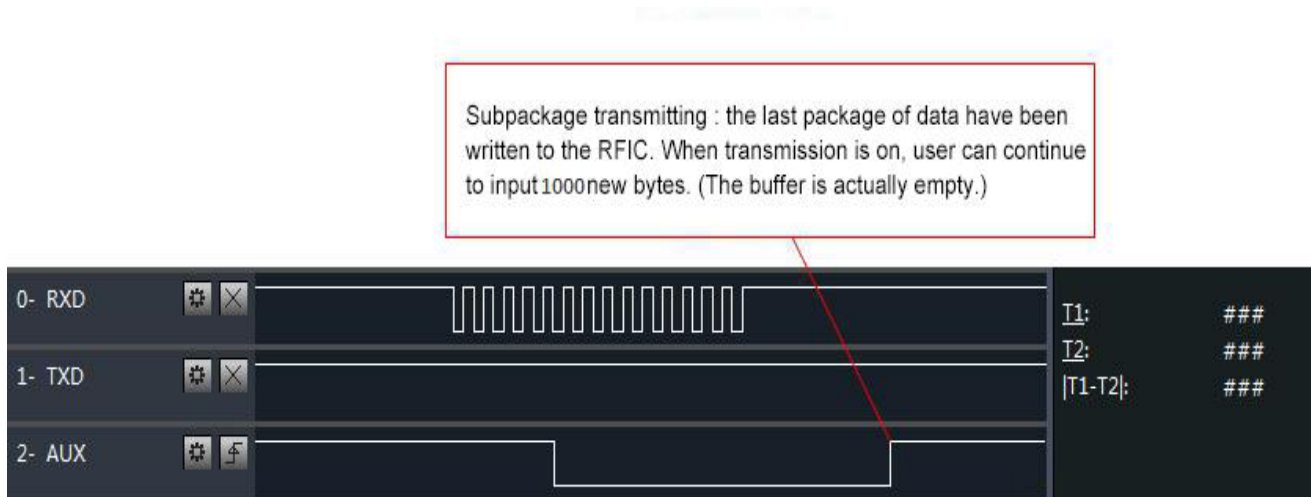 Subpackage transmitting : the last package of data have been
written to the RFIC. When transmission is on, user can continue
to input 1000 new bytes. (The buffer is actually empty.)
0- RXD
T1: ###
1- TXD
T2: ###
|T1-T2|: ###
2- AUX